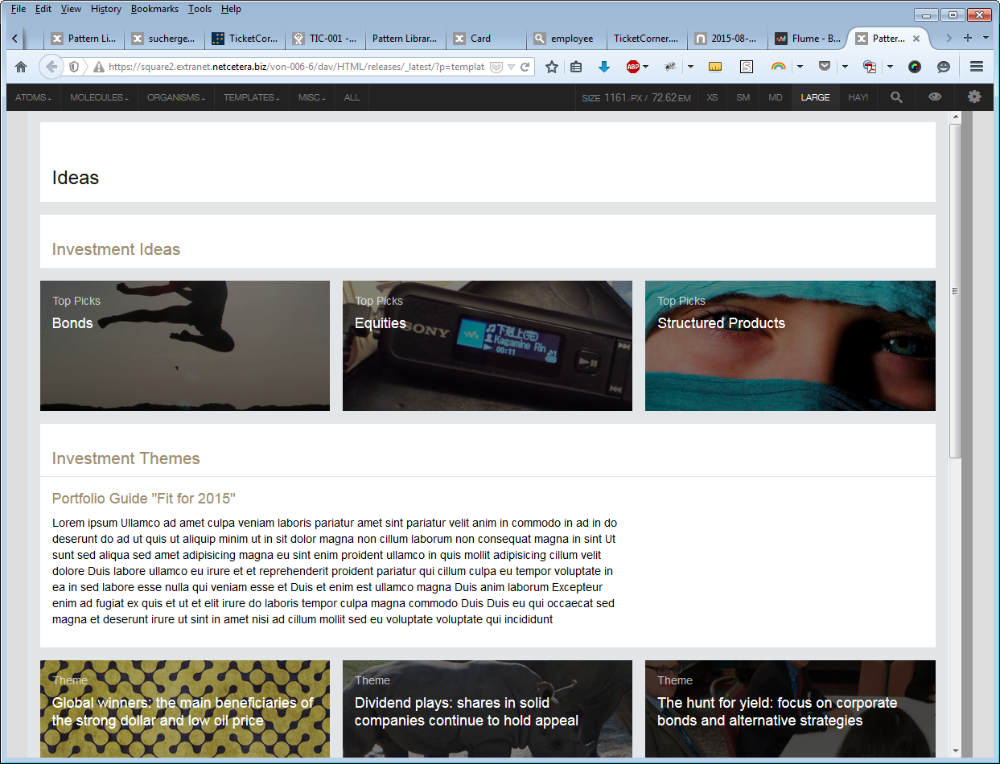 File Edit View History Bookmarks Tools Help
Pattern Li... sucherge... TicketCor... TIC-001 -... Pattern Librar... Card employee TicketCorner.... 2015-08-... Flume - B... Patter...
https://square2.extranet.netcetera.biz/von-006-6/dav/HTML/releases/_latest/?p=templat
ABP
S
ATOMS MOLECULES ORGANISMS TEMPLATES MISC ALL SIZE 1161. PX / 72.62 EM XS SM MD LARGE HAY!
Ideas
Investment Ideas
Top Picks
Bonds
Top Picks
Equities
SONY
下剋上(完)
Kagamine Rin
00:11
Top Picks
Structured Products
Investment Themes
Portfolio Guide "Fit for 2015"
Lorem ipsum Ullamco ad amet culpa veniam laboris pariatur amet sint pariatur velit anim in commodo in ad in do
deserunt do ad ut quis ut aliquip minim ut in sit dolor magna non cillum laborum non consequat magna in sint Ut
sunt sed aliqua sed amet adipisicing magna eu sint enim proident ullamco in quis mollit adipisicing cillum velit
dolore Duis labore ullamco eu irure et et reprehenderit proident pariatur qui cillum culpa eu tempor voluptate in
ea in sed labore esse nulla qui veniam esse et Duis et enim est ullamco magna Duis anim laborum Excepteur
enim ad fugiat ex quis et ut et elit irure do laboris tempor culpa magna commodo Duis Duis eu qui occaecat sed
magna et deserunt irure ut sint in amet nisi ad cillum mollit sed eu voluptate voluptate qui incididunt
Theme
Global winners: the main beneficiaries of
the strong dollar and low oil price
Theme
Dividend plays: shares in solid
companies continue to hold appeal
Theme
The hunt for yield: focus on corporate
bonds and alternative strategies